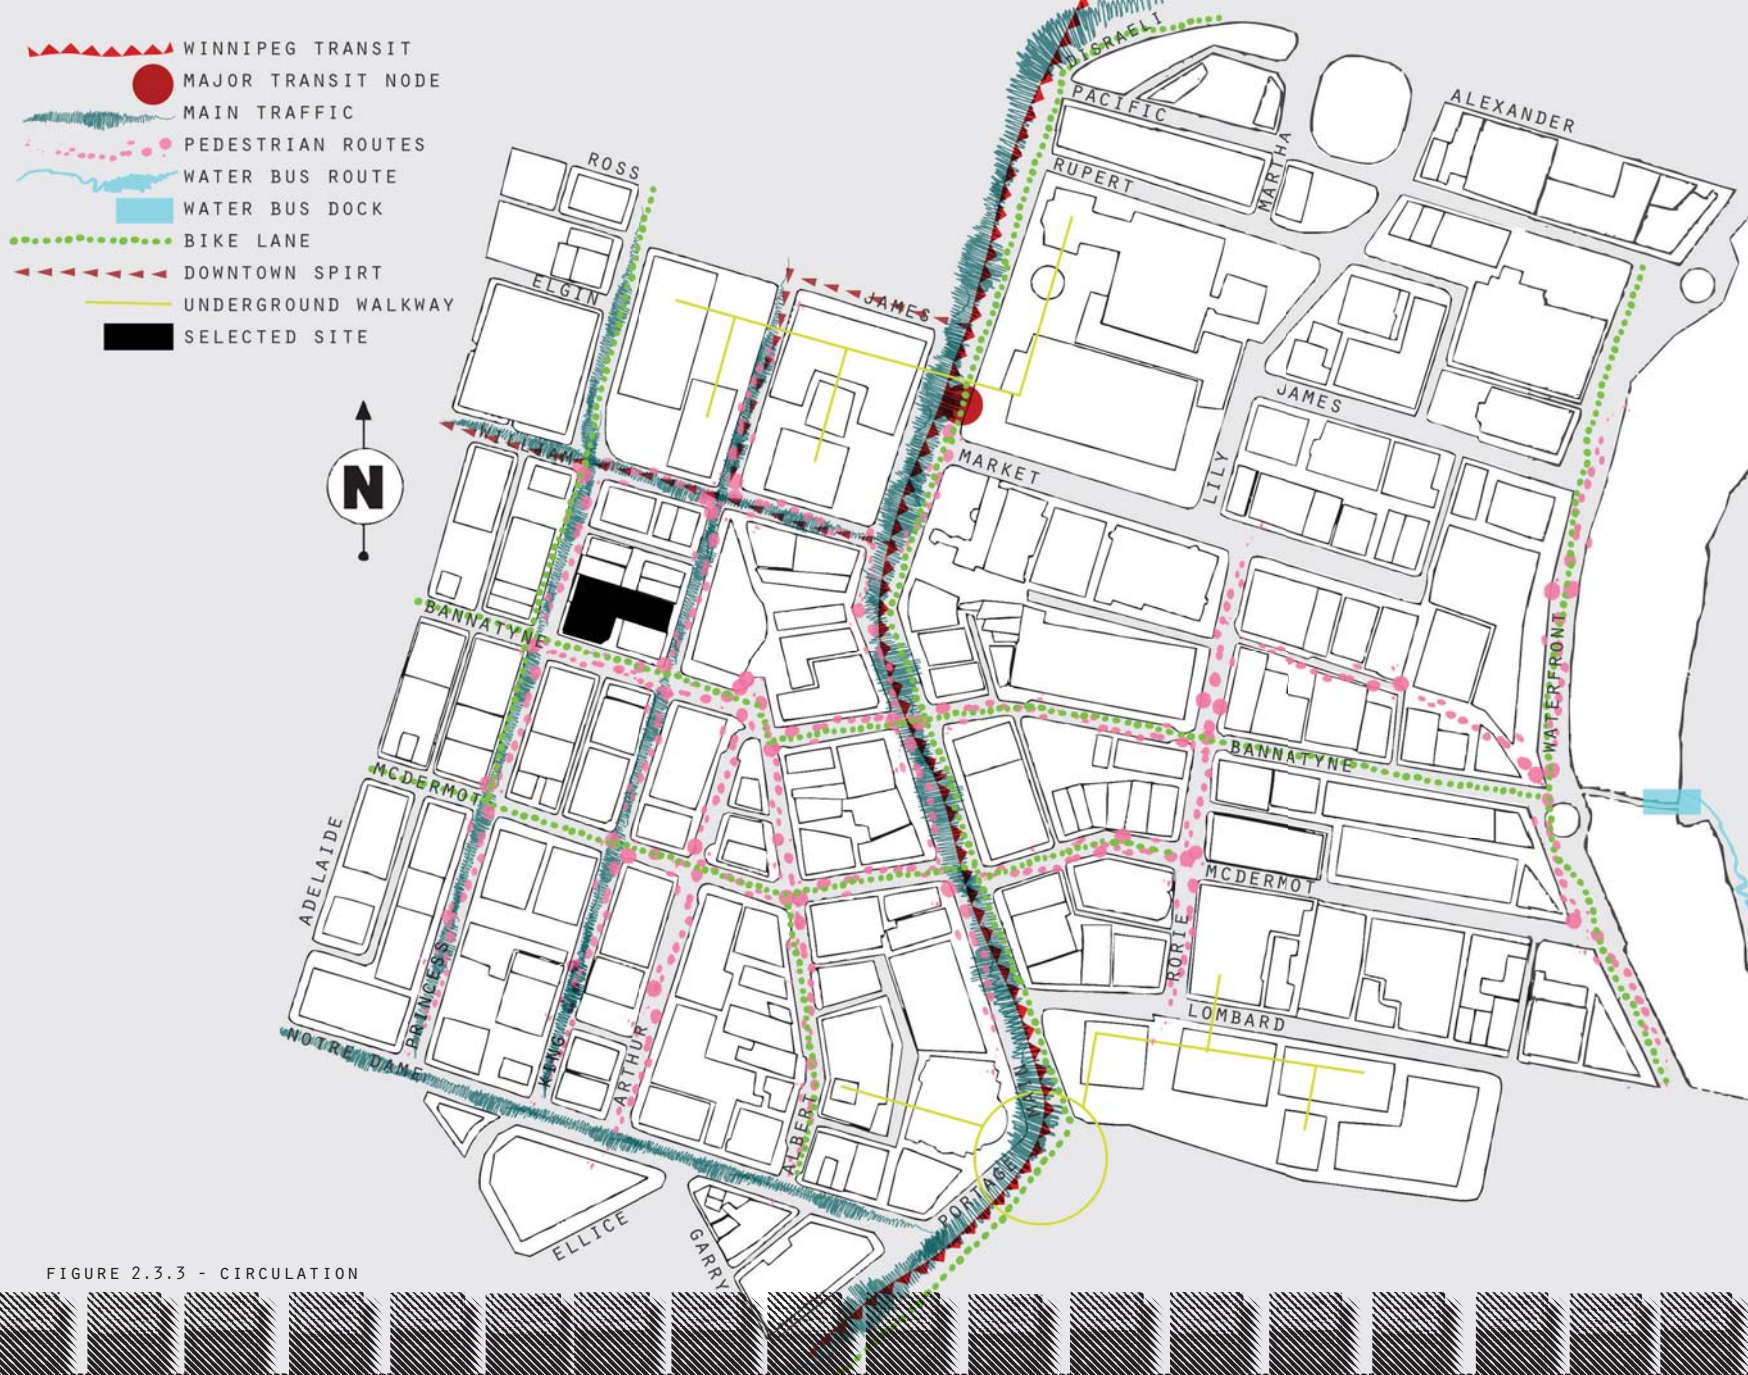 WINNIPEG TRANSIT
MAJOR TRANSIT NODE
MAIN TRAFFIC
PEDESTRIAN ROUTES
WATER BUS ROUTE
WATER BUS DOCK
BIKE LANE
DOWNTOWN SPIRT
UNDERGROUND WALKWAY
SELECTED SITE
DISRAELI
PACIFIC
ALEXANDER
MARTHA
RUPERT
ROSS
ELGIN
JAMES
JAMES
WILLIAM
MARKET
LILY
N
BANNATYNE
WATERFRONT
BANNATYNE
MCDERMOT
ADELAIDE
MCDERMOT
PRINCESS
RORIE
LOMBARD
NOTRE DAME
KING
ARTHUR
MAIN
ALBERT
PORTAGE
ELLICE
GARRY
FIGURE 2.3.3 - CIRCULATION